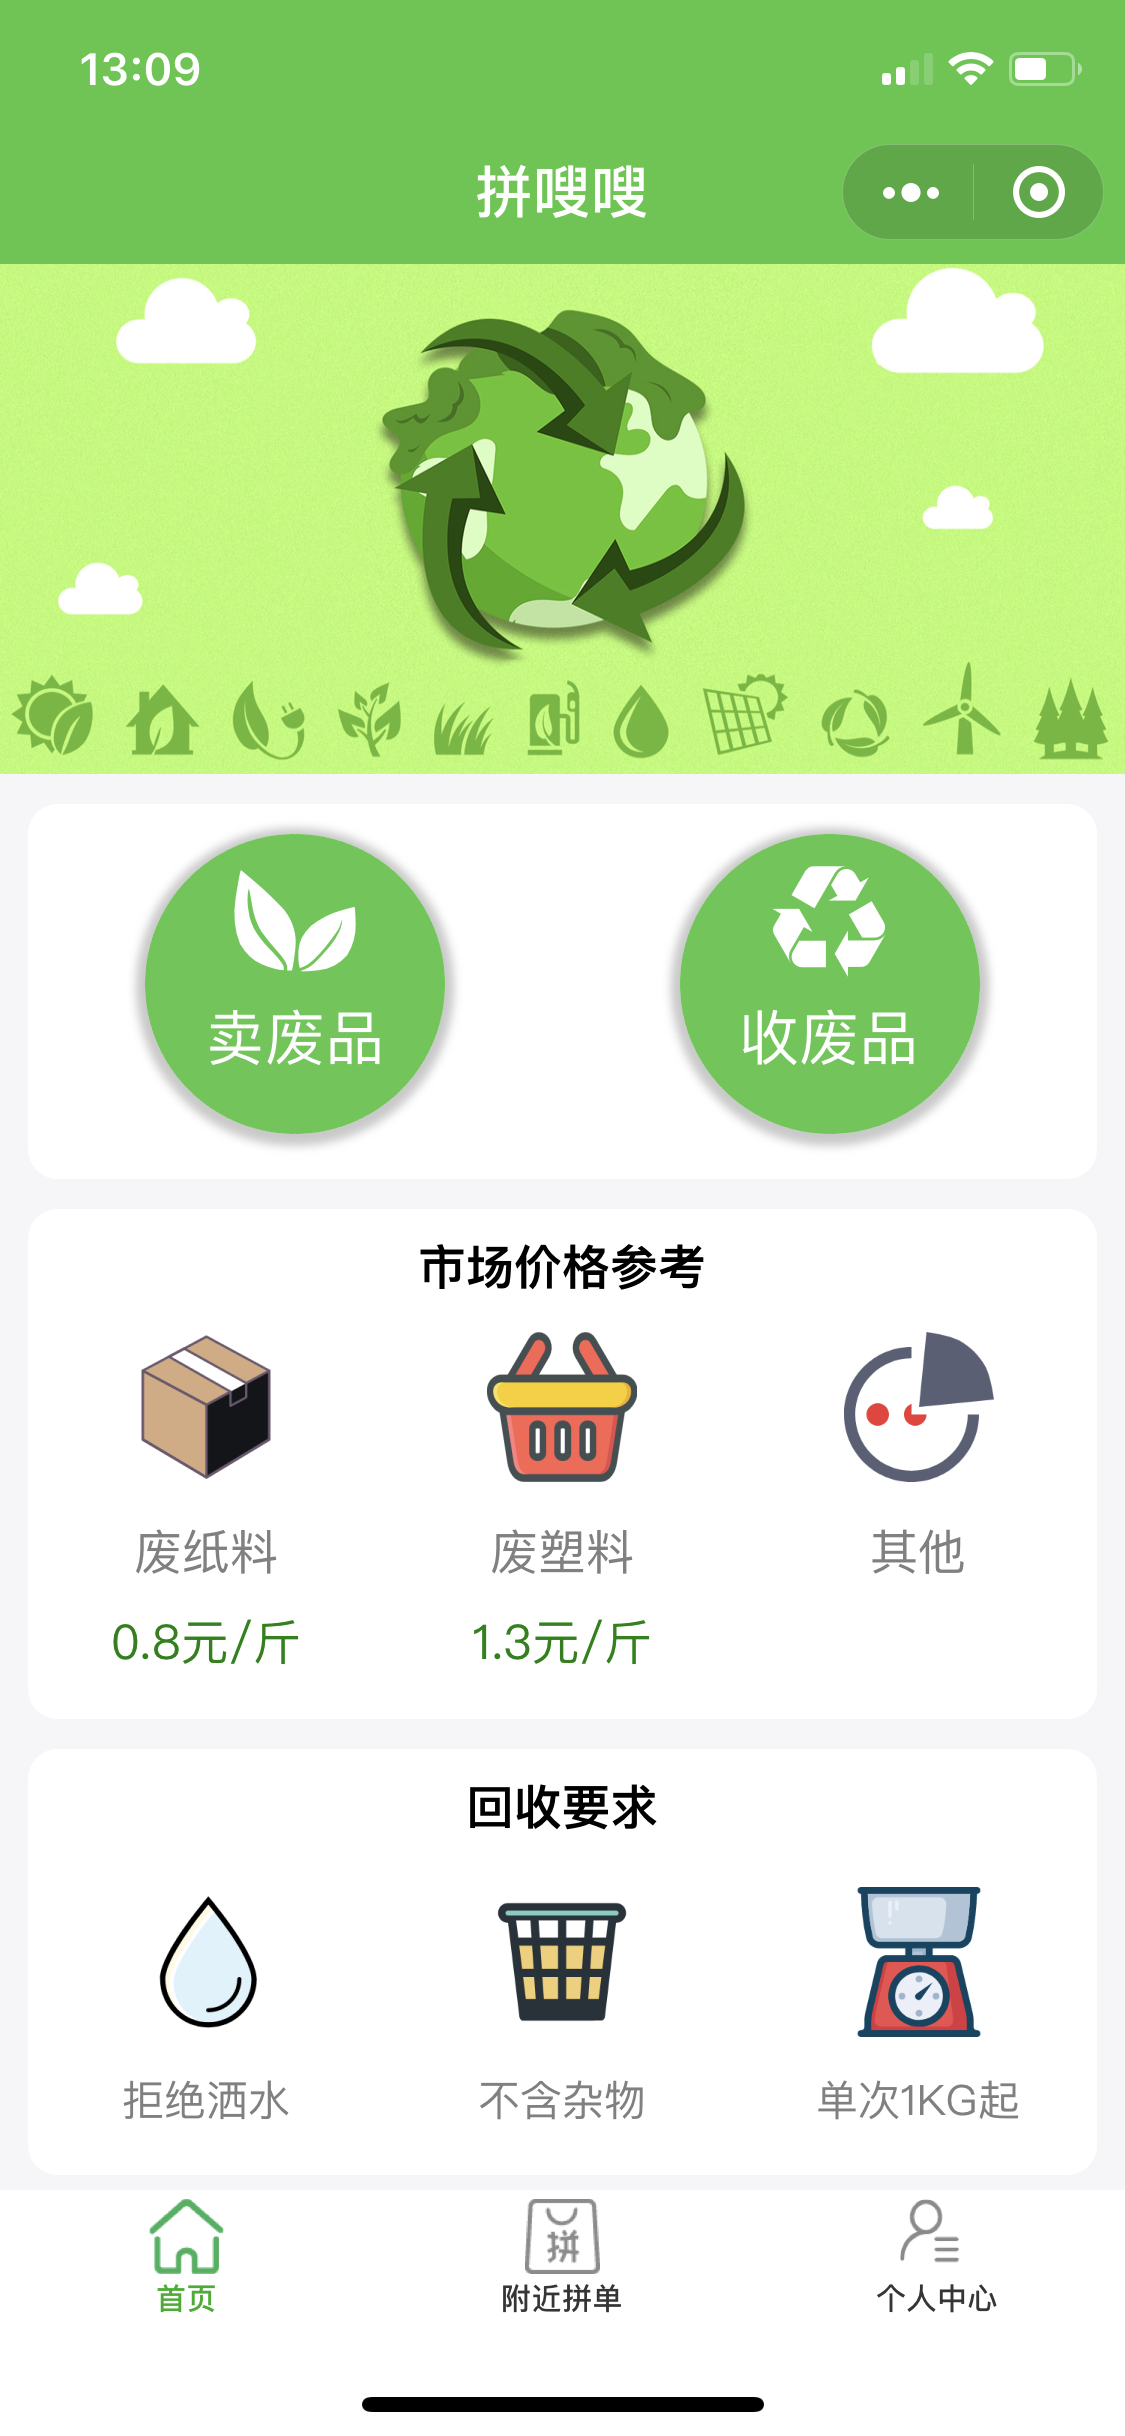 13:09
拼嗖嗖
卖废品
收废品
市场价格参考
废纸料
废塑料
其他
0.8元/斤
1.3元/斤
回收要求
拒绝洒水
不含杂物
单次1KG起
拼
首页
附近拼单
个人中心